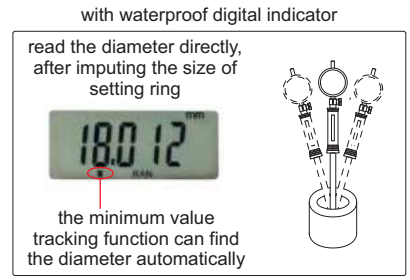 with waterproof digital indicator
read the diameter directly,
after imputing the size of
setting ring
mm
18.012
RAN
the minimum value
tracking function can find
the diameter automatically